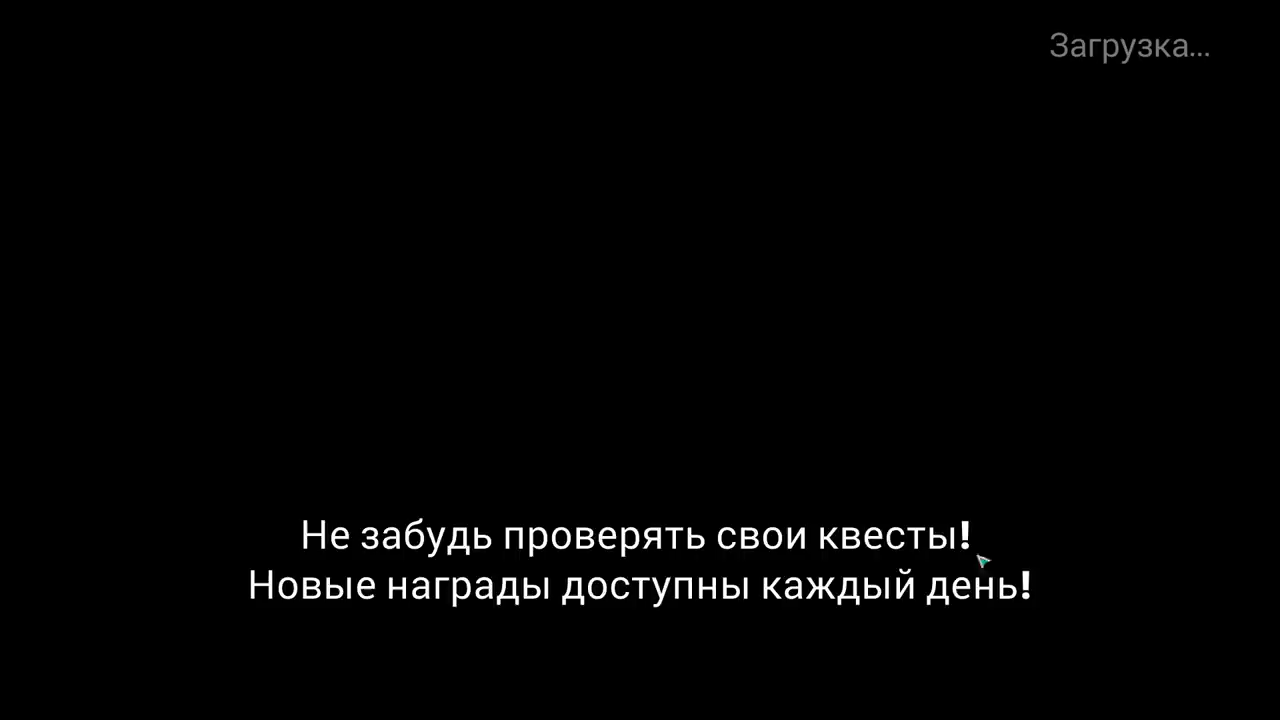 Загрузка...
Не забудь проверять свои квесты!
Новые награды доступны каждый день!